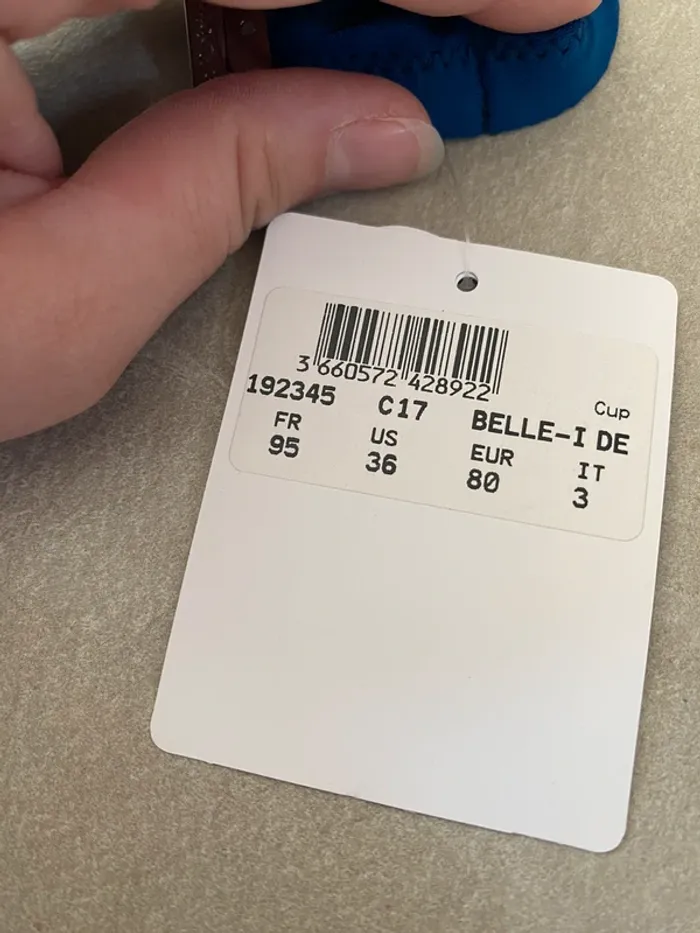 3 660572 428922
192345 C17 BELLE-I Cup DE
FR US EUR IT
95 36 80 3